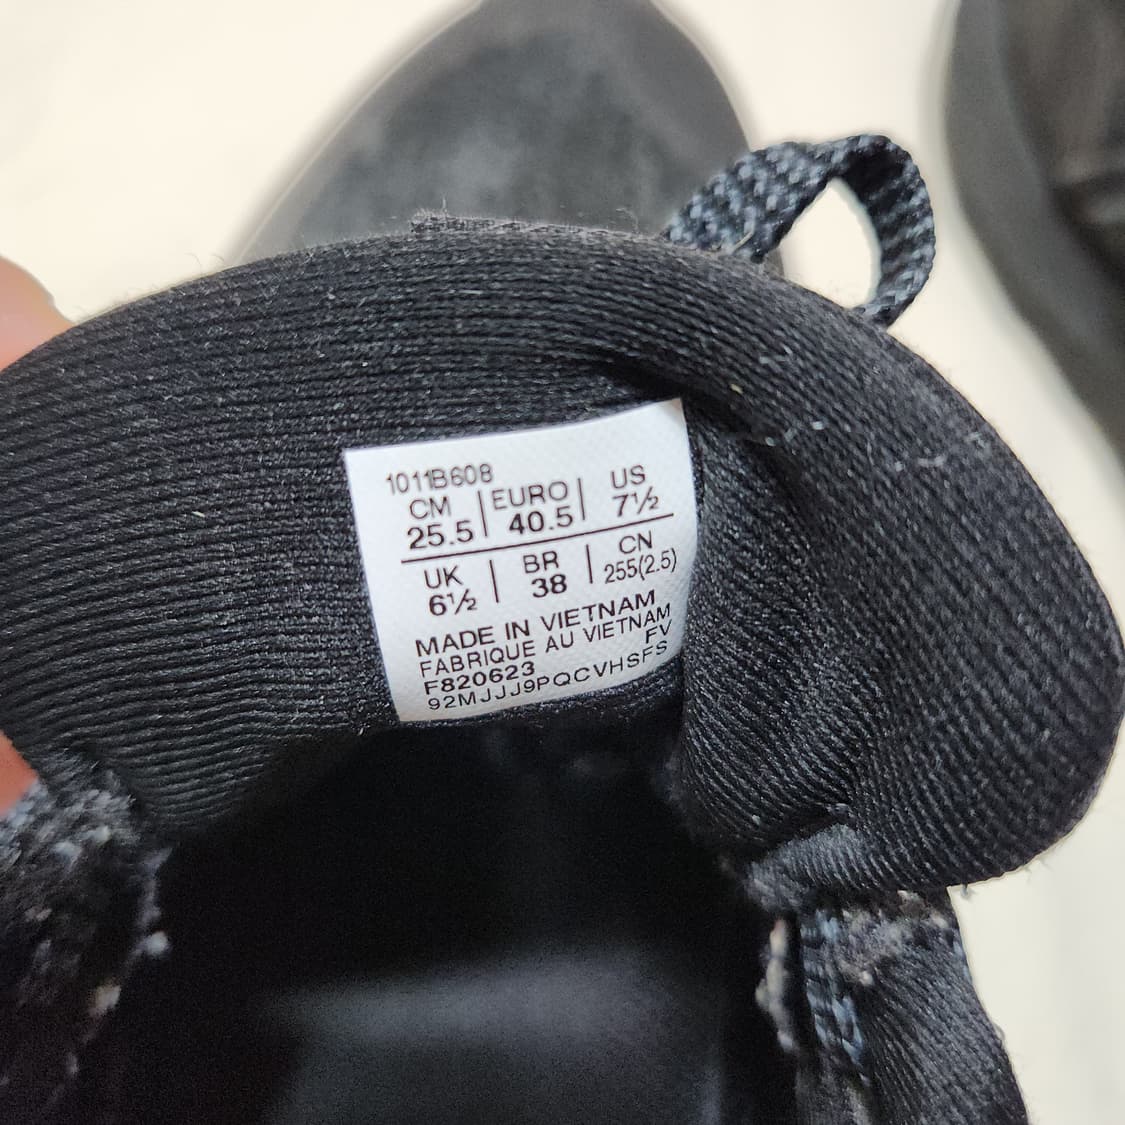 1011B608
CM EURO US
25.5 40.5 7½
UK BR CN
6½ 38 255(2.5)
MADE IN VIETNAM
FABRIQUE AU VIETNAM
F820623 FV
92MJJJ9PQCVHSFS